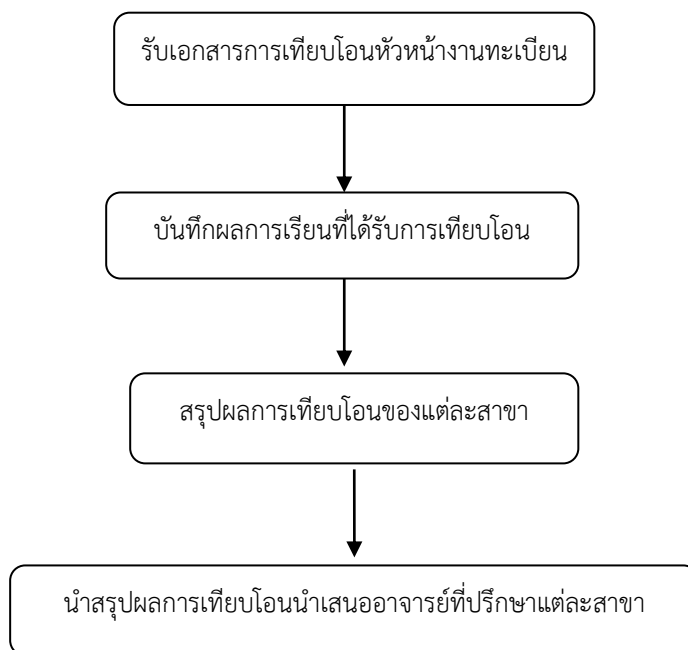 รับเอกสารการเทียบโอนหัวหน้างานทะเบียน
บันทึกผลการเรียนที่ได้รับการเทียบโอน
สรุปผลการเทียบโอนของแต่ละสาขา
นำสรุปผลการเทียบโอนนำเสนออาจารย์ที่ปรึกษาแต่ละสาขา